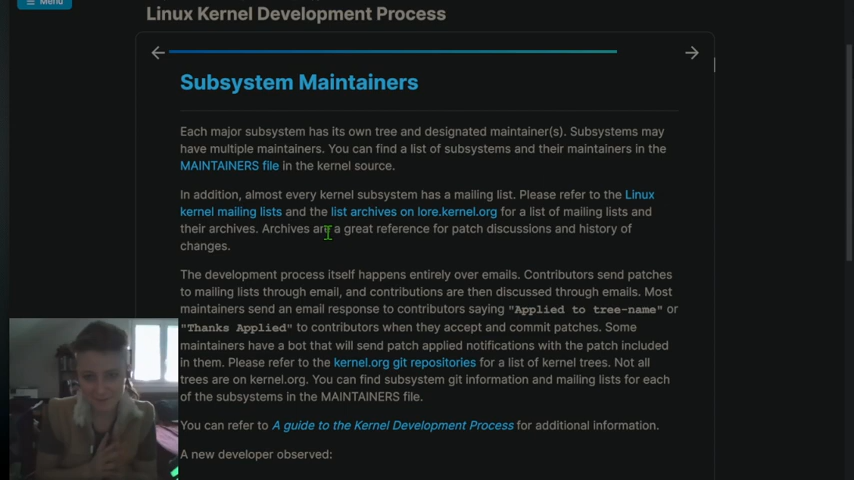 Menu
Linux Kernel Development Process
Subsystem Maintainers
Each major subsystem has its own tree and designated maintainer(s). Subsystems may
have multiple maintainers. You can find a list of subsystems and their maintainers in the
MAINTAINERS file in the kernel source.
In addition, almost every kernel subsystem has a mailing list. Please refer to the Linux
kernel mailing lists and the list archives on lore.kernel.org for a list of mailing lists and
their archives. Archives are a great reference for patch discussions and history of
changes.
The development process itself happens entirely over emails. Contributors send patches
to mailing lists through email, and contributions are then discussed through emails. Most
maintainers send an email response to contributors saying "Applied to tree-name" or
"Thanks Applied" to contributors when they accept and commit patches. Some
maintainers have a bot that will send patch applied notifications with the patch included
in them. Please refer to the kernel.org git repositories for a list of kernel trees. Not all
trees are on kernel.org. You can find subsystem git information and mailing lists for each
of the subsystems in the MAINTAINERS file.
You can refer to A guide to the Kernel Development Process for additional information.
A new developer observed: